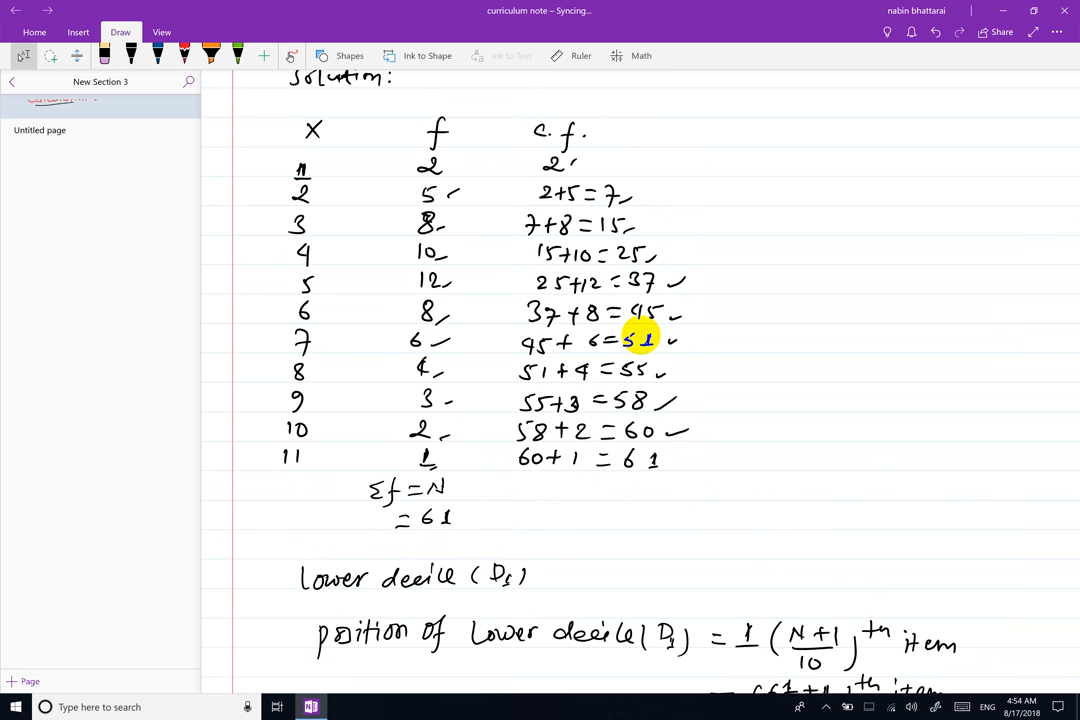 curriculum note – Syncing...
nabin bhattarai
Home Insert Draw View
Share
Shapes Ink to Shape Ink to Text Ruler Math
New Section 3
Untitled page
Solution:
X f c.f.
1 2 2
2 5 2+5=7
3 8 7+8=15
4 10 15+10=25
5 12 25+12=37
6 8 37+8=45
7 6 45+6=51
8 4 51+4=55
9 3 55+3=58
10 2 58+2=60
11 1 60+1=61
Σf=N
=61
lower decile (D1)
position of lower decile (D1) = 1 (N+1/10)th item
th item
+ Page
Type here to search
ENG
4:54 AM
8/17/2018